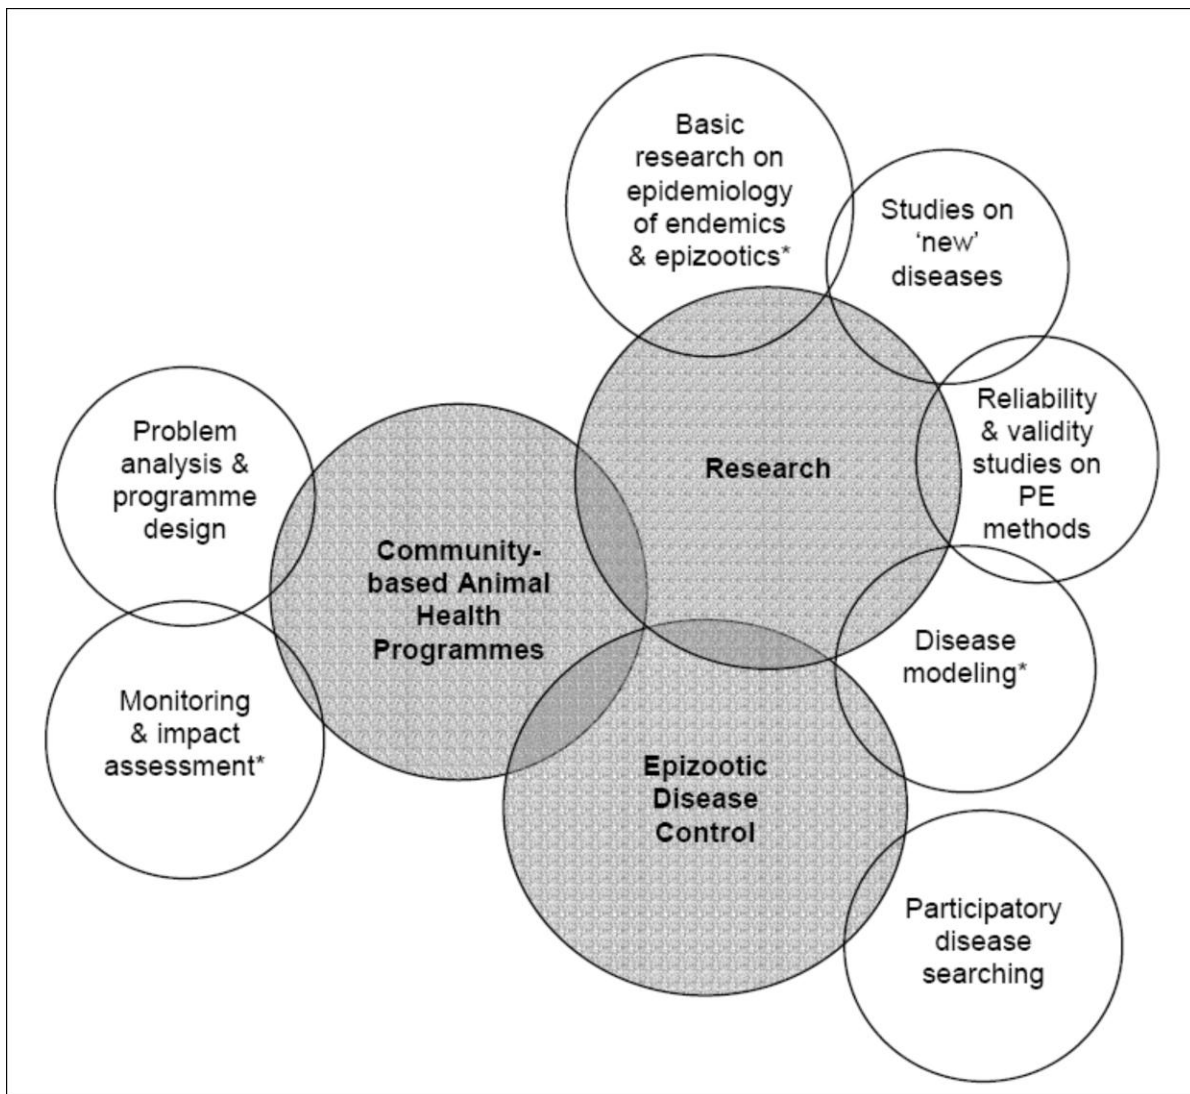 Basic
research on
epidemiology
of endemics
& epizootics*
Studies on
‘new’
diseases
Reliability
& validity
studies on
PE
methods
Research
Problem
analysis &
programme
design
Community-
based Animal
Health
Programmes
Disease
modeling*
Monitoring
& impact
assessment*
Epizootic
Disease
Control
Participatory
disease
searching